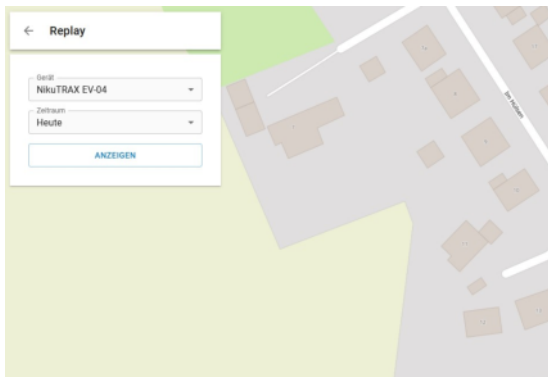 Replay
Gerät
NikuTRAX EV-04
Zeitraum
Heute
ANZEIGEN